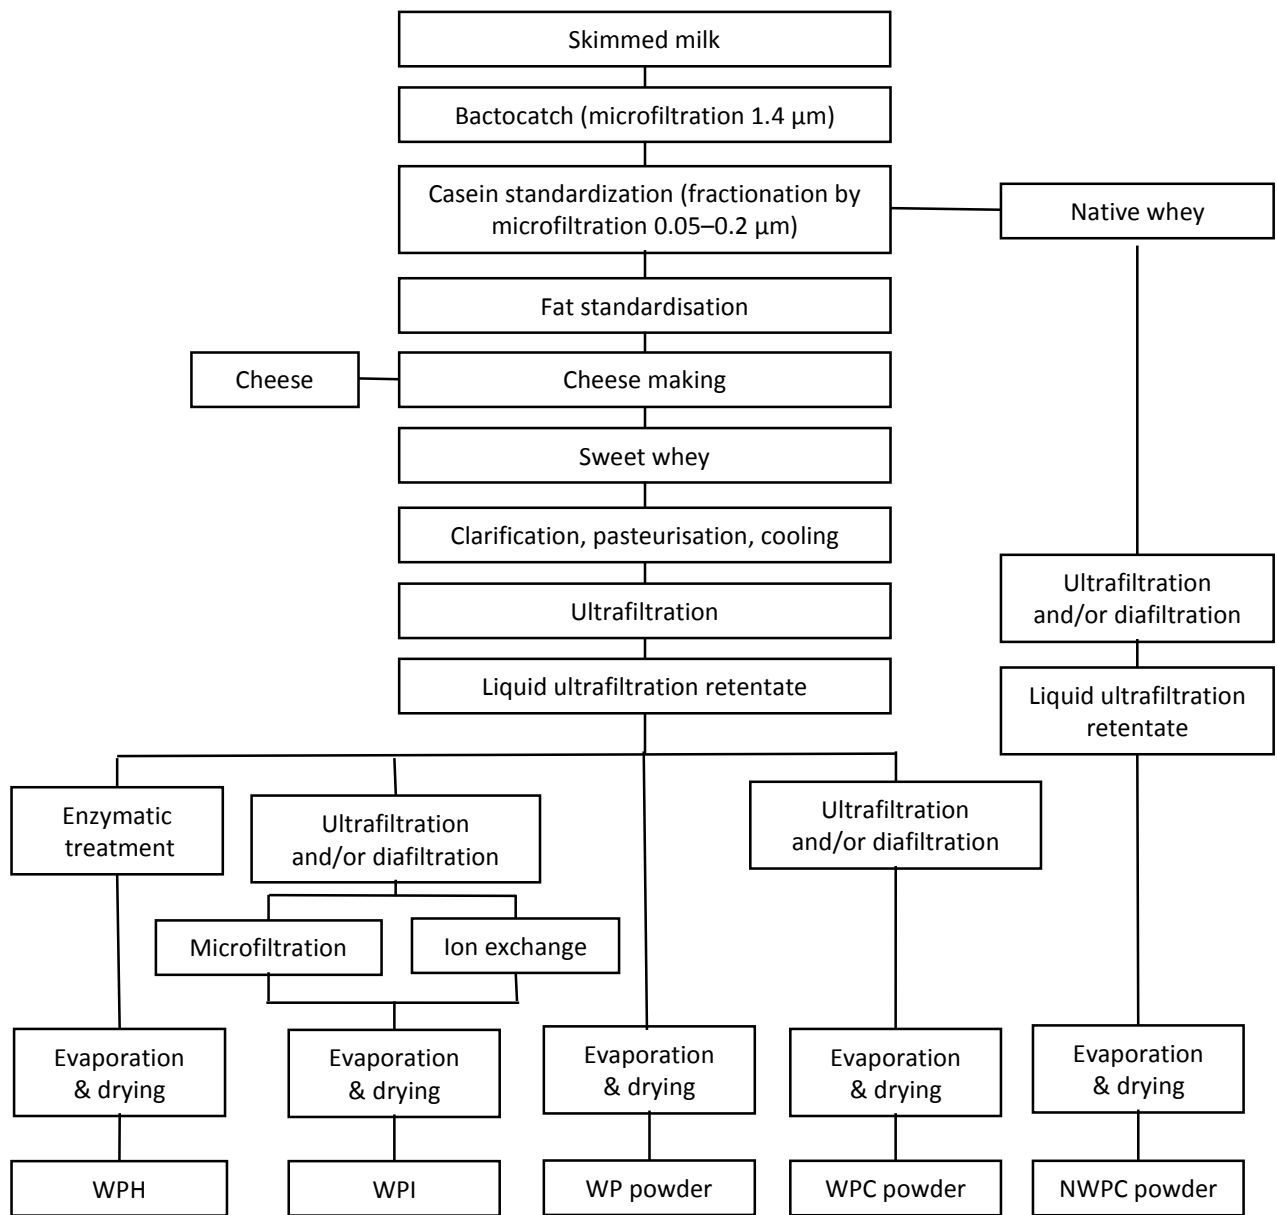 Skimmed milk
Bactocatch (microfiltration 1.4 μm)
Casein standardization (fractionation by
microfiltration 0.05–0.2 μm)
Native whey
Fat standardisation
Cheese
Cheese making
Sweet whey
Clarification, pasteurisation, cooling
Ultrafiltration
and/or diafiltration
Ultrafiltration
Liquid ultrafiltration retentate
Liquid ultrafiltration
retentate
Enzymatic
treatment
Ultrafiltration
and/or diafiltration
Ultrafiltration
and/or diafiltration
Microfiltration
Ion exchange
Evaporation
& drying
Evaporation
& drying
Evaporation
& drying
Evaporation
& drying
Evaporation
& drying
WPH
WPI
WP powder
WPC powder
NWPC powder